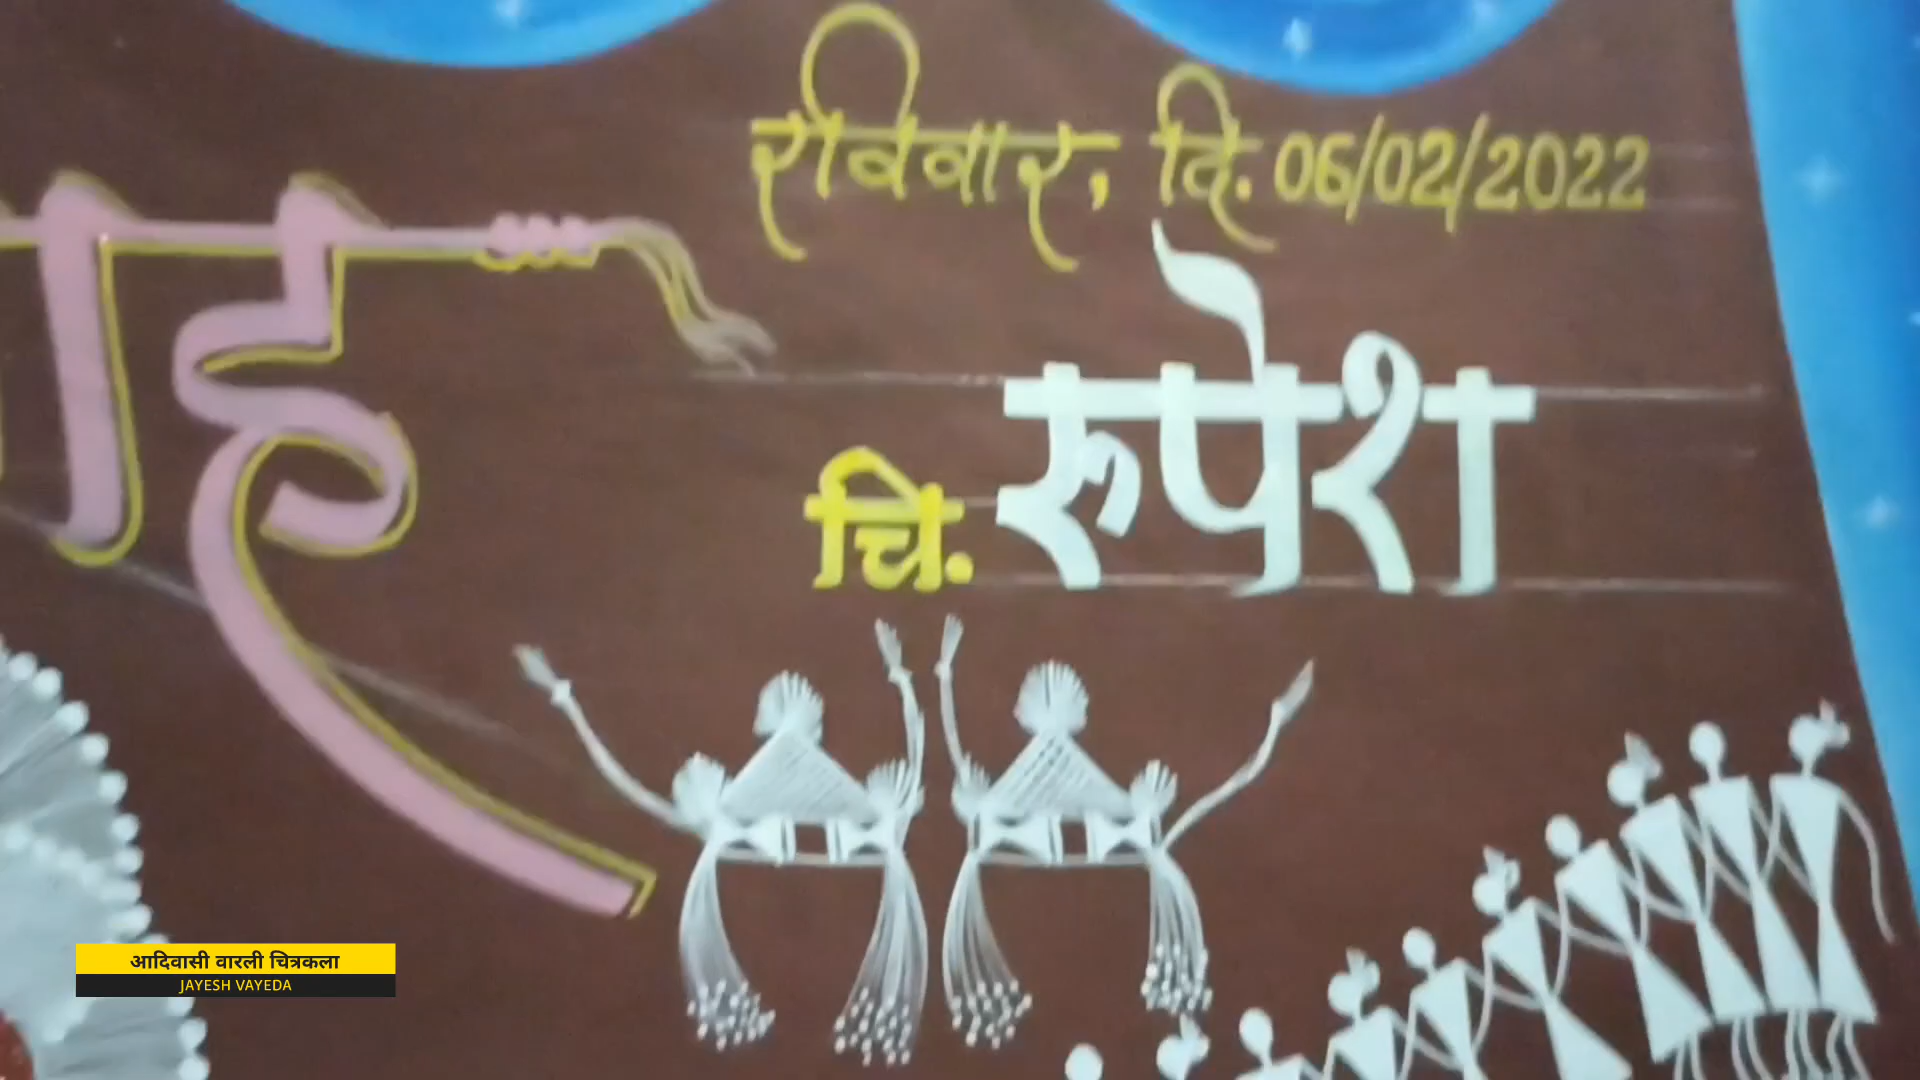 रविवार, दि. 06/02/2022
चि. रुपेश
आदिवासी वारली चित्रकला
JAYESH VAYEDA